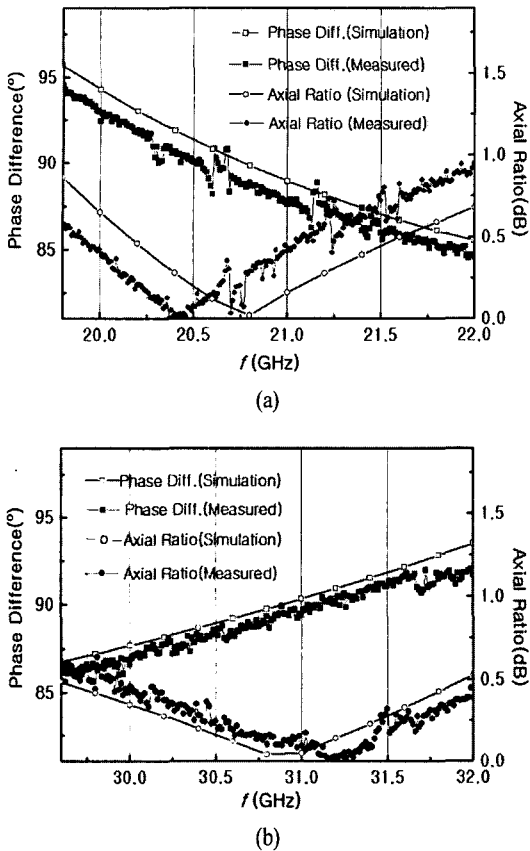 Phase Diff.(Simulation)
Phase Diff.(Measured)
Axial Ratio (Simulation)
Axial Ratio (Measured)
Phase Difference(°)
95
90
85
1.5
1.0
0.5
0.0
Axial Ratio(dB)
20.0 20.5 21.0 21.5 22.0
f (GHz)
(a)
Phase Diff.(Simulation)
Phase Diff.(Measured)
Axial Ratio(Simulation)
Axial Ratio(Measured)
Phase Difference(°)
95
90
85
1.5
1.0
0.5
0.0
Axial Ratio(dB)
30.0 30.5 31.0 31.5 32.0
f (GHz)
(b)